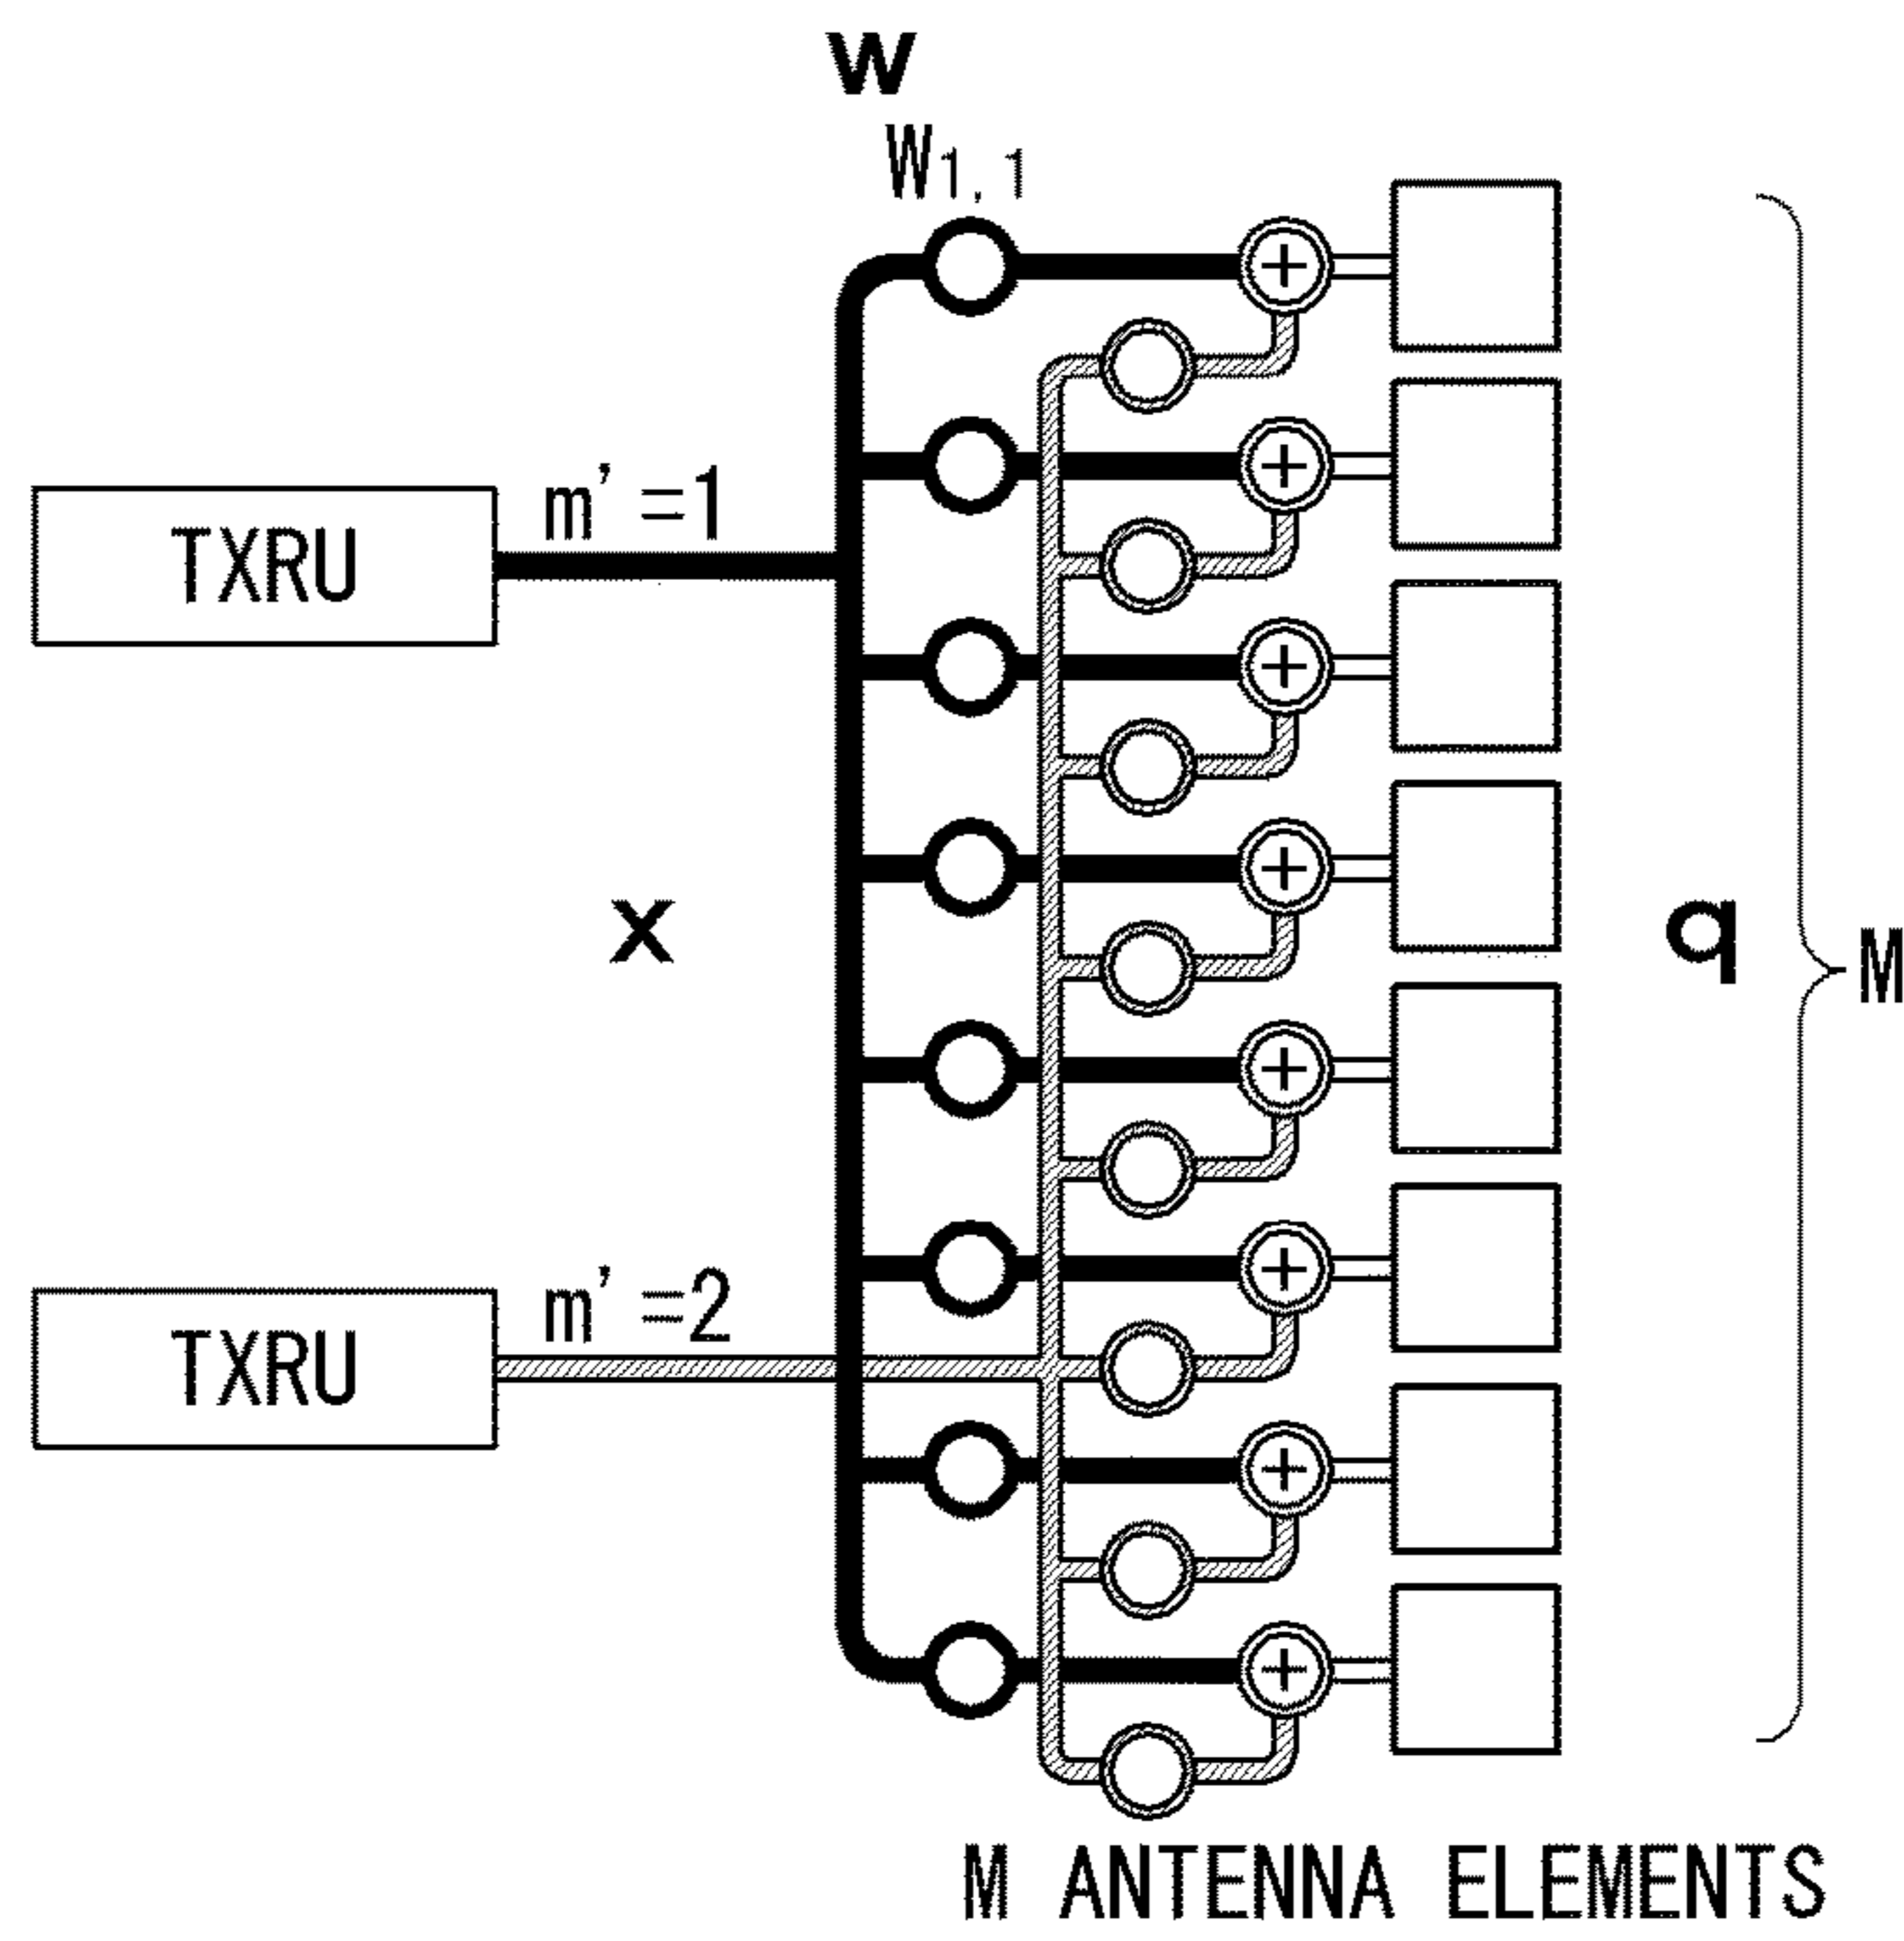 W
W1,1
m'=1
TXRU
x
q
M
m'=2
TXRU
+
+
+
+
+
+
+
+
M ANTENNA ELEMENTS